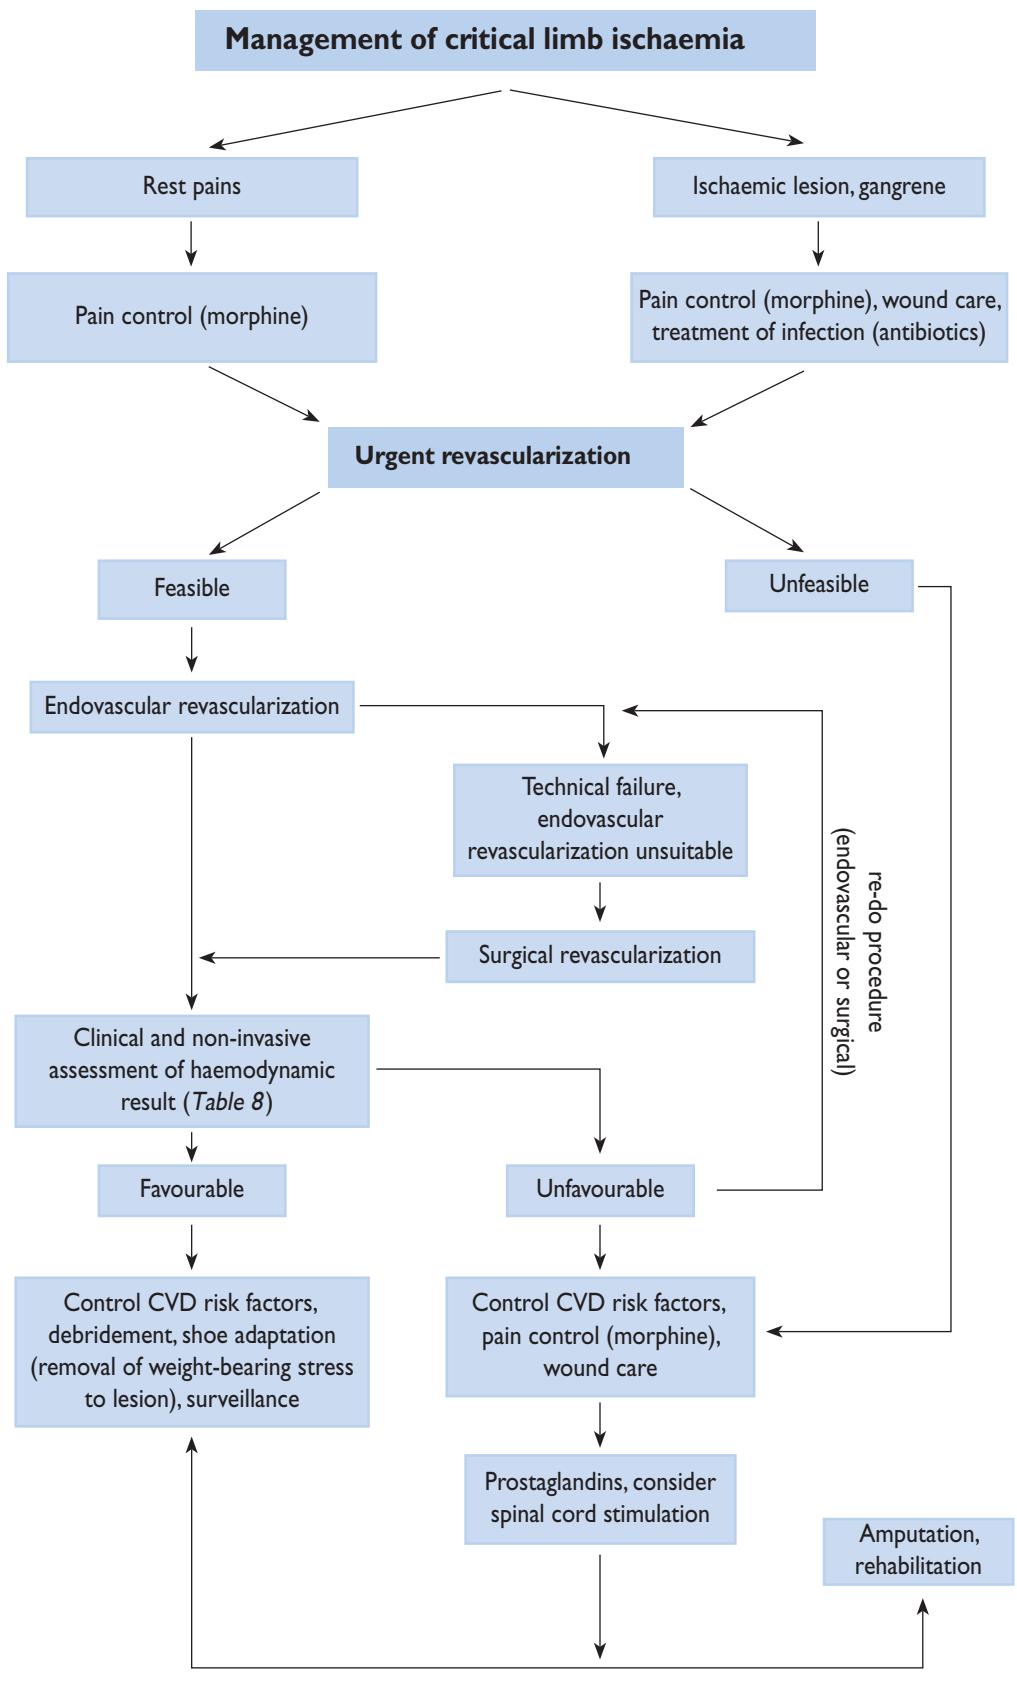 Management of critical limb ischaemia
Rest pains
Ischaemic lesion, gangrene
Pain control (morphine)
Pain control (morphine), wound care,
treatment of infection (antibiotics)
Urgent revascularization
Feasible
Unfeasible
Endovascular revascularization
Technical failure,
endovascular
revascularization unsuitable
re-do procedure
(endovascular or surgical)
Surgical revascularization
Clinical and non-invasive
assessment of haemodynamic
result (Table 8)
Favourable
Unfavourable
Control CVD risk factors,
debridement, shoe adaptation
(removal of weight-bearing stress
to lesion), surveillance
Control CVD risk factors,
pain control (morphine),
wound care
Prostaglandins, consider
spinal cord stimulation
Amputation,
rehabilitation